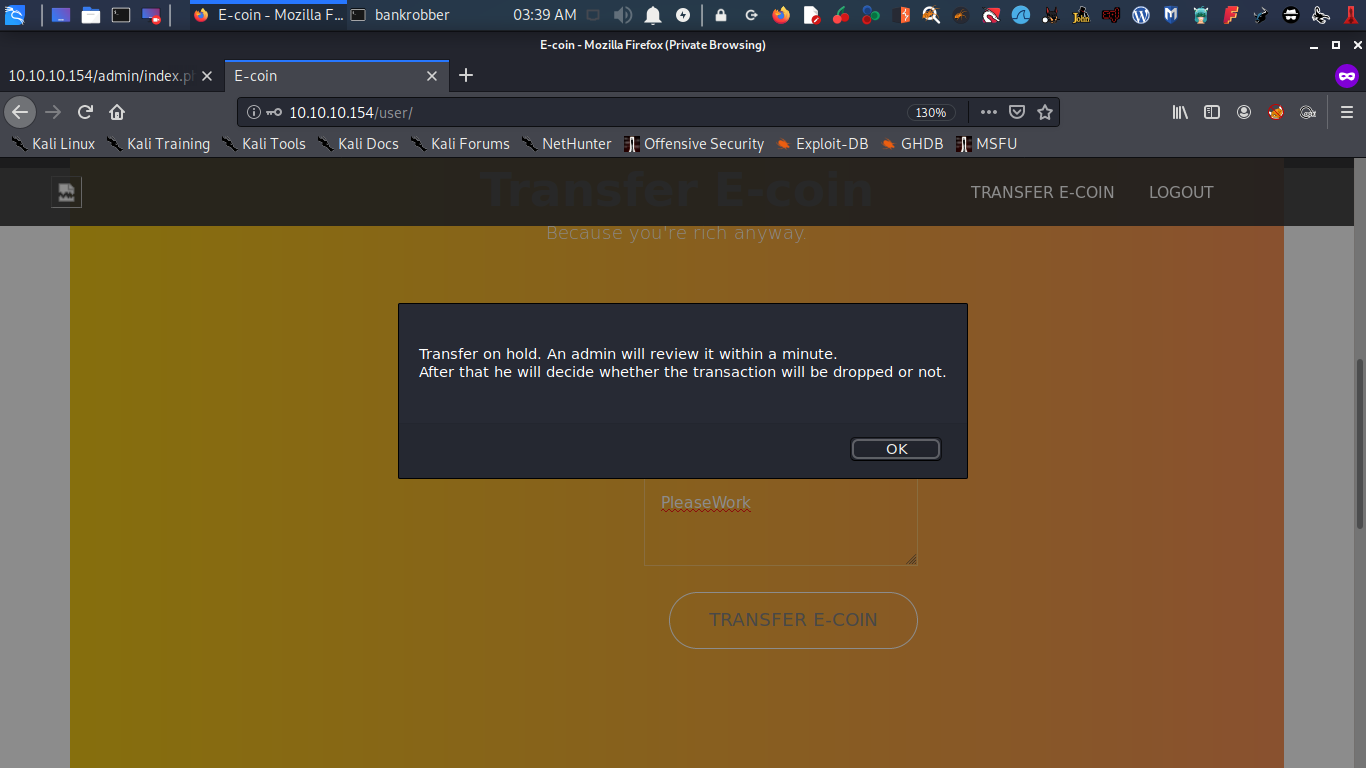 E-coin - Mozilla F...
bankrobber
03:39 AM
E-coin - Mozilla Firefox (Private Browsing)
10.10.10.154/admin/index.p
E-coin
10.10.10.154/user/
130%
Kali Linux
Kali Training
Kali Tools
Kali Docs
Kali Forums
NetHunter
Offensive Security
Exploit-DB
GHDB
MSFU
Transfer E-coin
TRANSFER E-COIN
LOGOUT
Because you're rich anyway.
Transfer on hold. An admin will review it within a minute.
After that he will decide whether the transaction will be dropped or not.
OK
PleaseWork
TRANSFER E-COIN